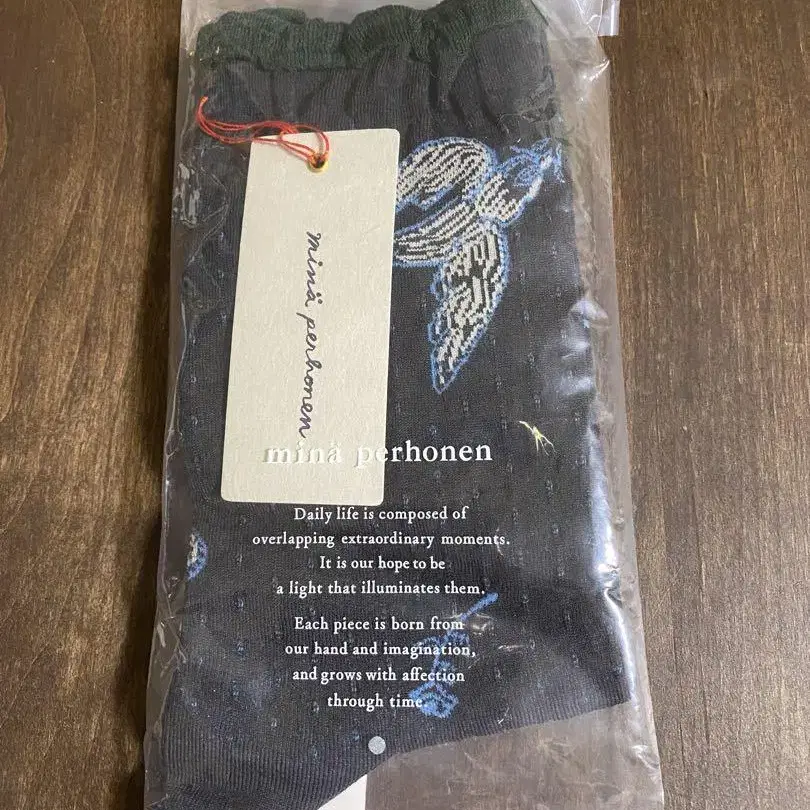 minä perhonen
minä perhonen
Daily life is composed of
overlapping extraordinary moments.
It is our hope to be
a light that illuminates them.
Each piece is born from
our hand and imagination,
and grows with affection
through time.